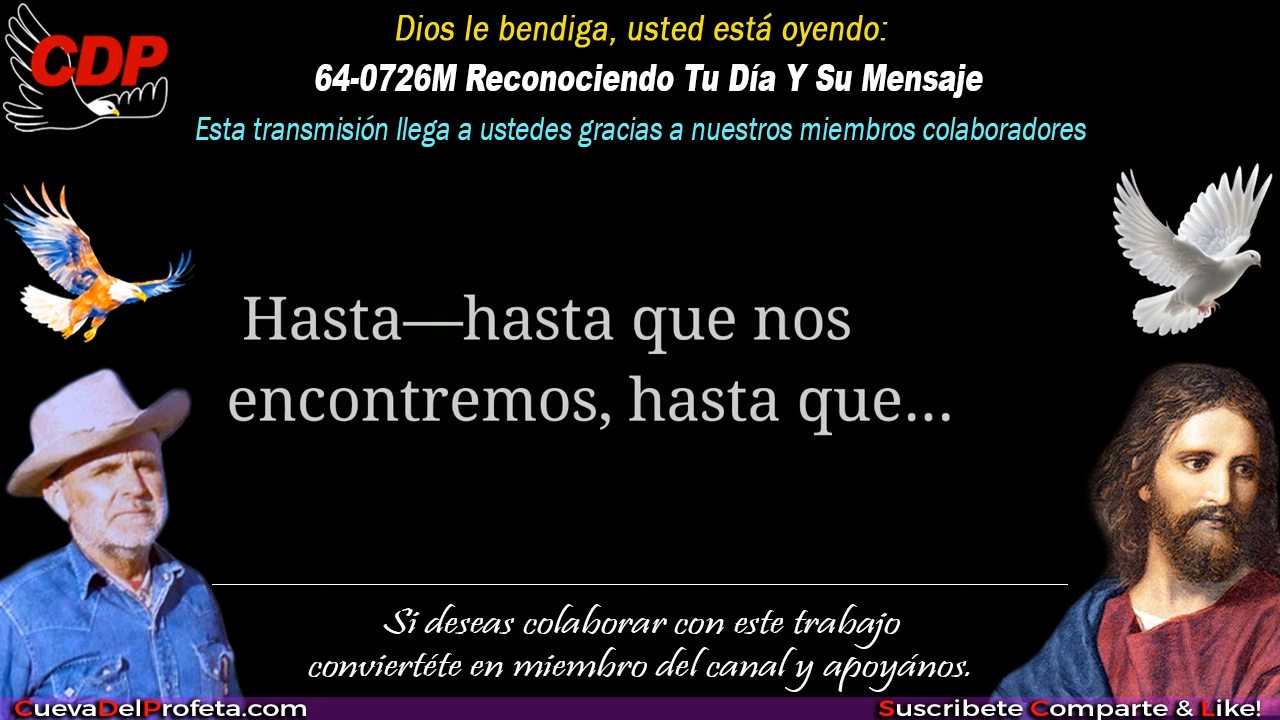 CDP
Dios le bendiga, usted está oyendo:
64-0726M Reconociendo Tu Día Y Su Mensaje
Esta transmisión llega a ustedes gracias a nuestros miembros colaboradores
Hasta—hasta que nos
encontremos, hasta que...
Si deseas colaborar con este trabajo
conviertéte en miembro del canal y apoyános.
CuevaDelProfeta.com
Suscribete Comparte & Like!